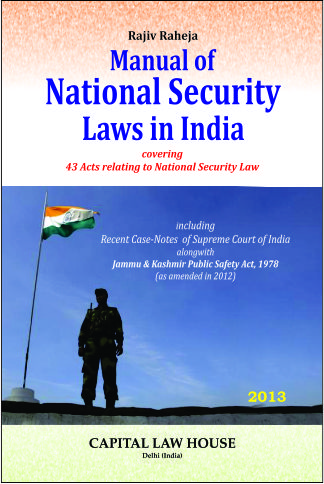 Rajiv Raheja
Manual of
National Security
Laws in India
covering
43 Acts relating to National Security Law
including
Recent Case-Notes of Supreme Court of India
alongwith
Jammu & Kashmir Public Safety Act, 1978
(as amended in 2012)
2013
CAPITAL LAW HOUSE
Delhi (India)